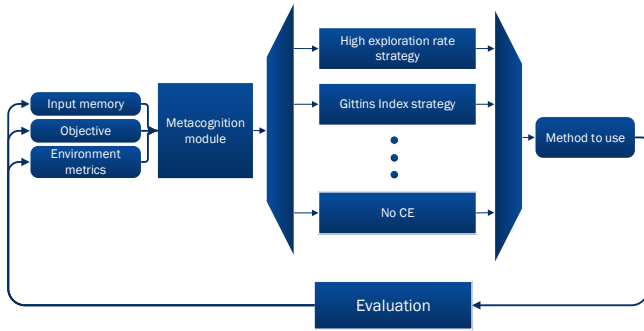 High exploration rate
strategy
Input memory
Objective
Environment
metrics
Metacognition
module
Gittins Index strategy
No CE
Method to use
Evaluation